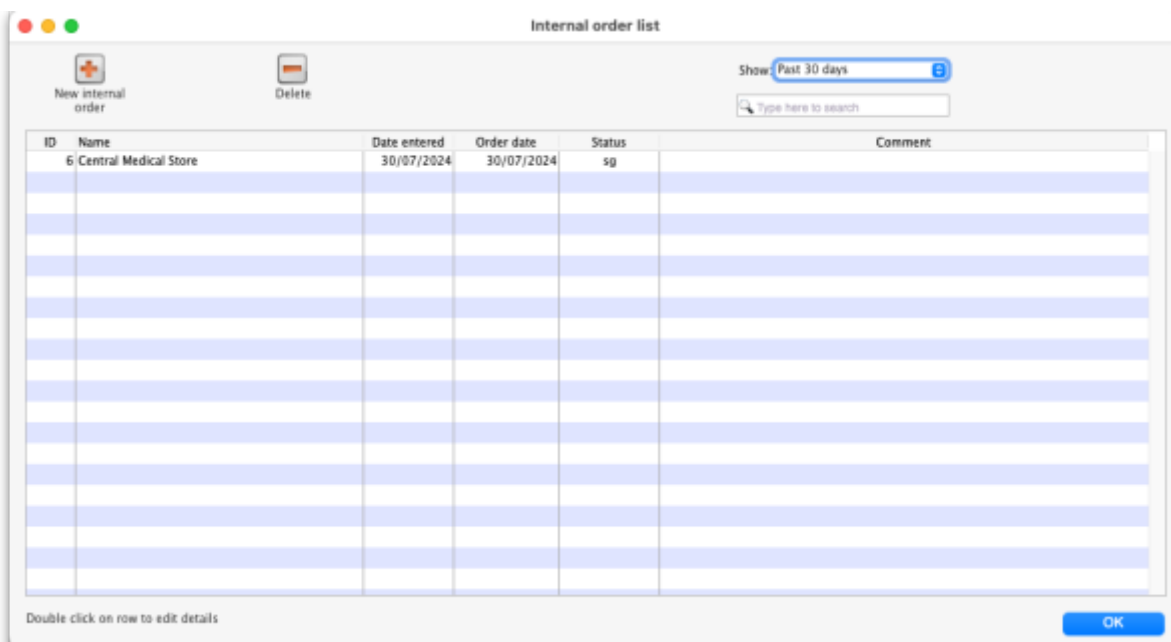 Internal order list
New internal
order
Delete
Show: Past 30 days
Type here to search
ID Name Date entered Order date Status Comment
6 Central Medical Store 30/07/2024 30/07/2024 sg
Double click on row to edit details
OK